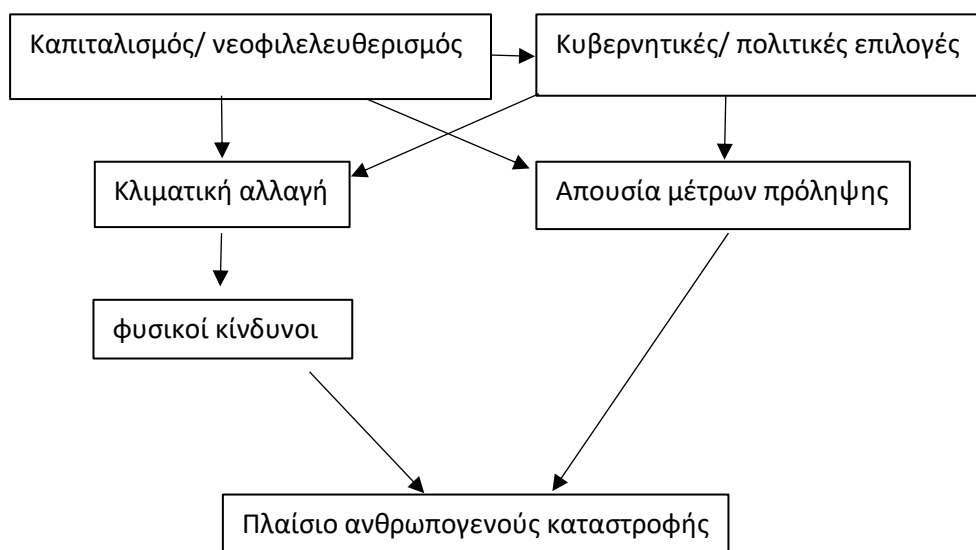 Καπιταλισμός/ νεοφιλελευθερισμός
Κυβερνητικές/ πολιτικές επιλογές
Κλιματική αλλαγή
Απουσία μέτρων πρόληψης
φυσικοί κίνδυνοι
Πλαίσιο ανθρωπογενούς καταστροφής